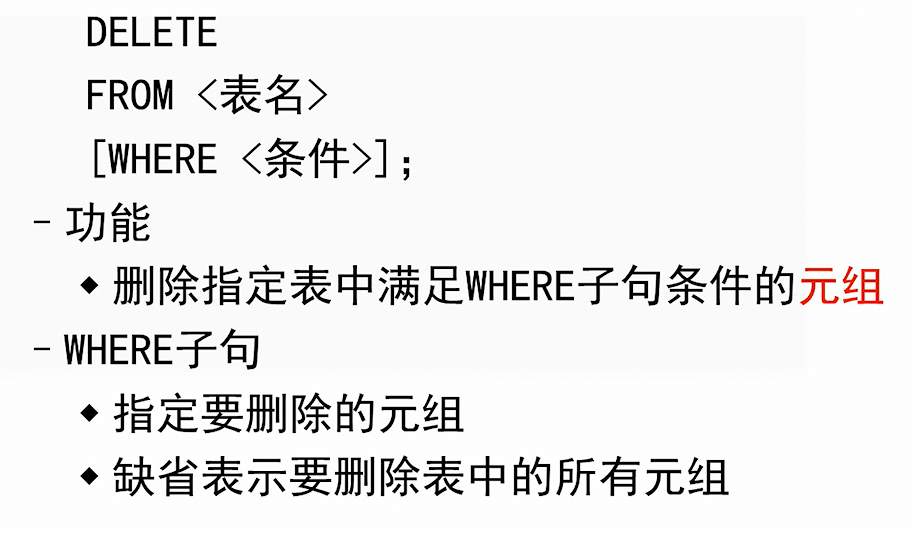 DELETE
FROM <表名>
[WHERE <条件>];
- 功能
◆ 删除指定表中满足WHERE子句条件的元组
- WHERE子句
◆ 指定要删除的元组
◆ 缺省表示要删除表中的所有元组